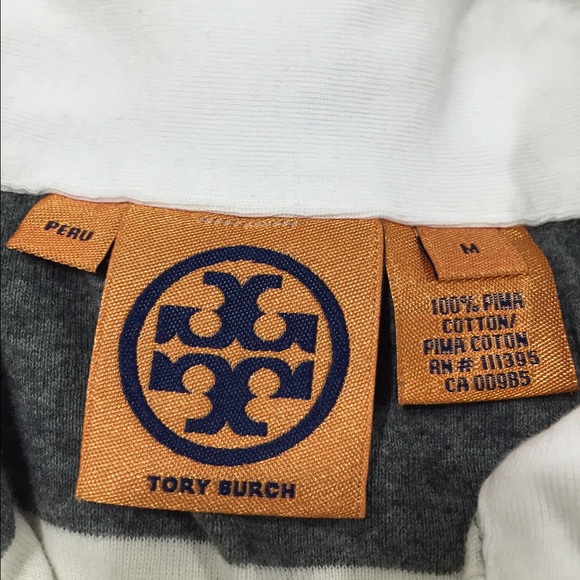 PERU
TORY BURCH
M
100% PIMA
COTTON/
PIMA COTON
RN # 111395
CA 00985